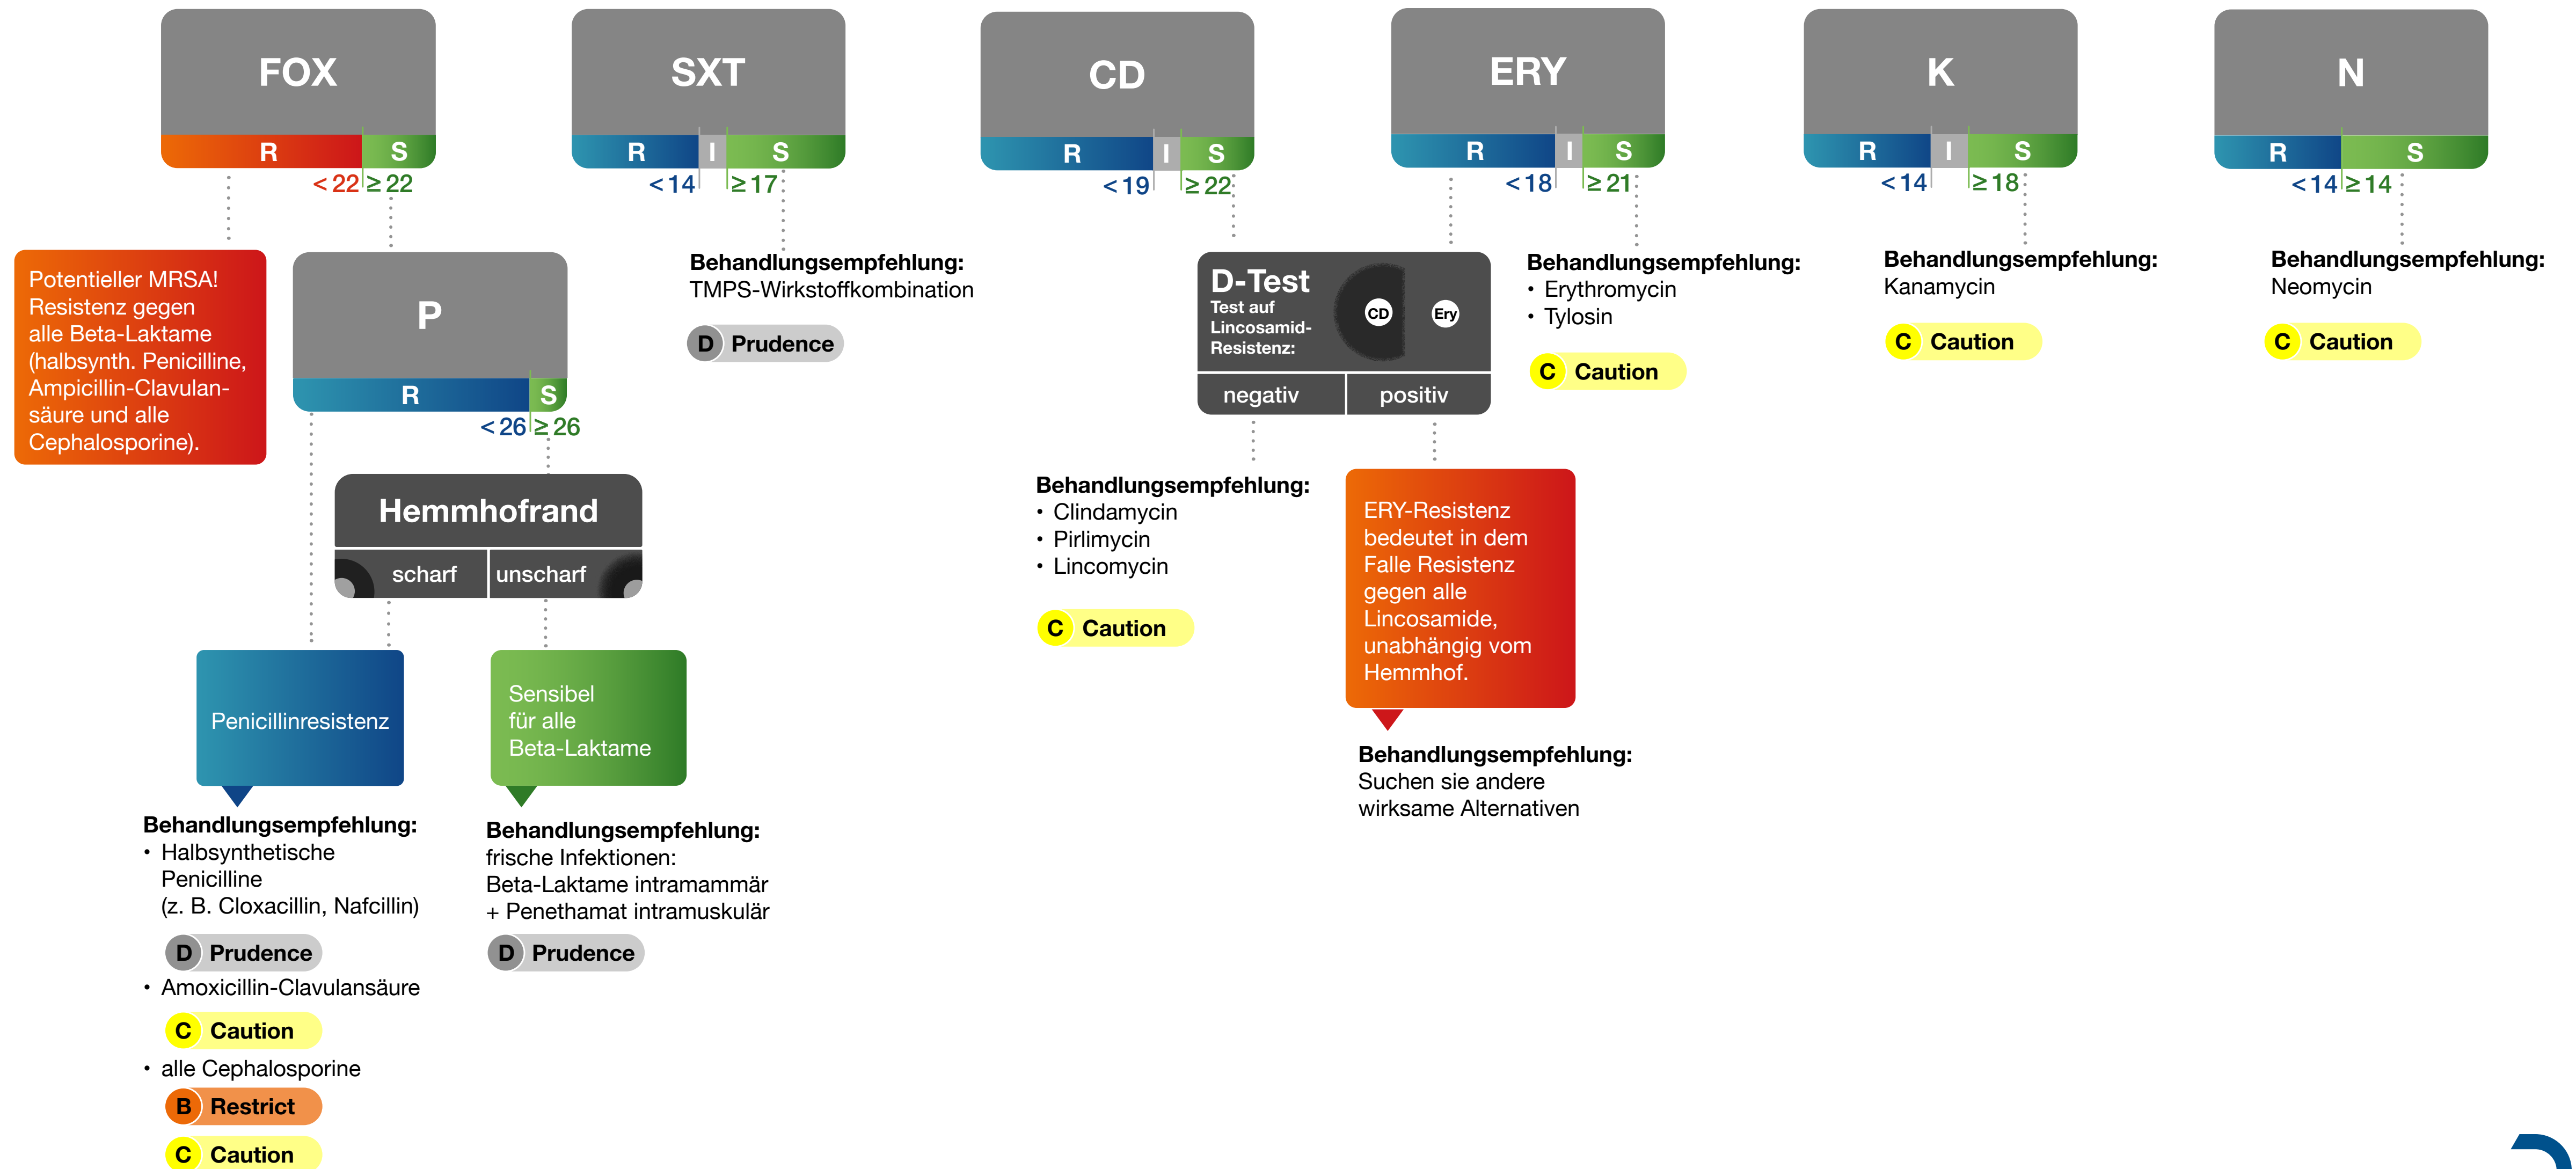 FOX
R S
< 22 ≥ 22
SXT
R I S
< 14 ≥ 17
CD
R I S
< 19 ≥ 22
ERY
R I S
< 18 ≥ 21
K
R I S
< 14 ≥ 18
N
R S
< 14 ≥ 14
Potentieller MRSA!
Resistenz gegen
alle Beta-Laktame
(halbsynth. Penicilline,
Ampicillin-Clavulan-
säure und alle
Cephalosporine).
P
R S
< 26 ≥ 26
Hemmhofrand
scharf unscharf
Penicillinresistenz
Behandlungsempfehlung:
• Halbsynthetische
Penicilline
(z. B. Cloxacillin, Nafcillin)
D Prudence
• Amoxicillin-Clavulansäure
C Caution
• alle Cephalosporine
B Restrict
C Caution
Sensibel
für alle
Beta-Laktame
Behandlungsempfehlung:
frische Infektionen:
Beta-Laktame intramammär
+ Penethamat intramuskulär
D Prudence
Behandlungsempfehlung:
TMPS-Wirkstoffkombination
D Prudence
D-Test
Test auf
Lincosamid-
Resistenz:
CD Ery
negativ positiv
Behandlungsempfehlung:
• Clindamycin
• Pirlimycin
• Lincomycin
C Caution
ERY-Resistenz
bedeutet in dem
Falle Resistenz
gegen alle
Lincosamide,
unabhängig vom
Hemmhof.
Behandlungsempfehlung:
Suchen sie andere
wirksame Alternativen
Behandlungsempfehlung:
• Erythromycin
• Tylosin
C Caution
Behandlungsempfehlung:
Kanamycin
C Caution
Behandlungsempfehlung:
Neomycin
C Caution